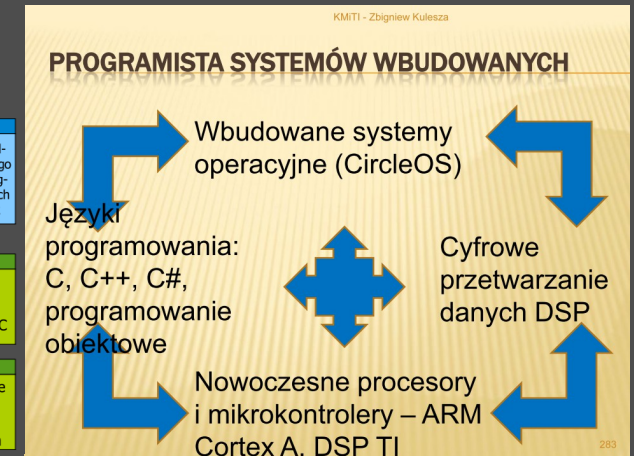 KMiTI - Zbigniew Kulesza
PROGRAMISTA SYSTEMÓW WBUDOWANYCH
Wbudowane systemy
operacyjne (CircleOS)
Języki
programowania:
C, C++, C#,
programowanie
obiektowe
Cyfrowe
przetwarzanie
danych DSP
Nowoczesne procesory
i mikrokontrolery – ARM
Cortex A, DSP TI
283